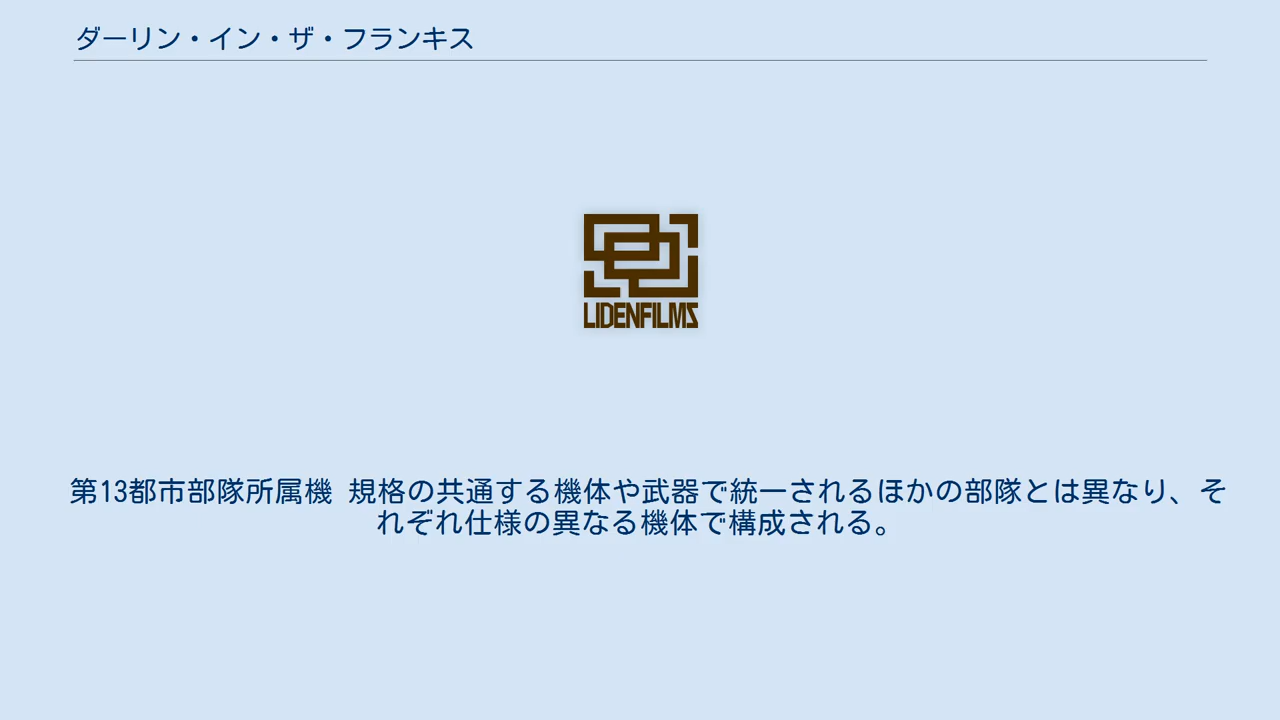 ダーリン・イン・ザ・フランキス
LIDENFILMS
第13都市部隊所属機 規格の共通する機体や武器で統一されるほかの部隊とは異なり、そ
れぞれ仕様の異なる機体で構成される。